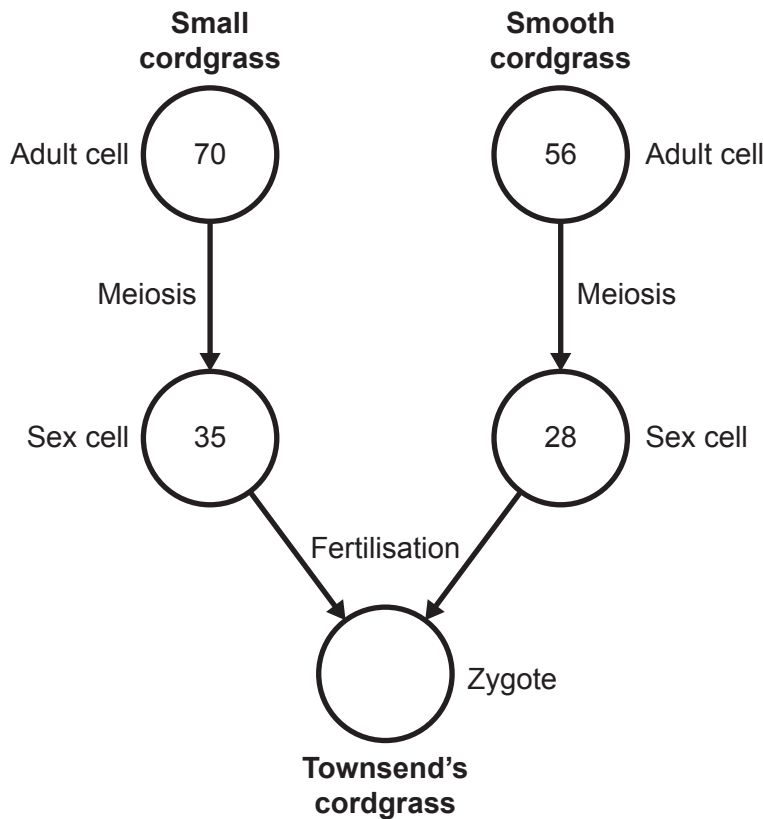 Small
cordgrass
Smooth
cordgrass
Adult cell
70
56
Adult cell
Meiosis
Meiosis
Sex cell
35
28
Sex cell
Fertilisation
Zygote
Townsend's
cordgrass